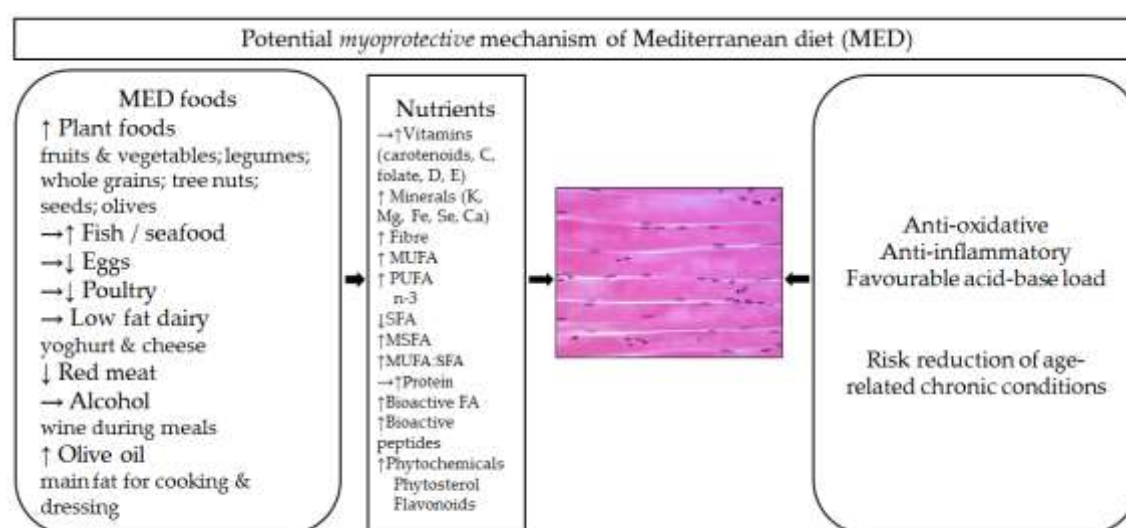 Potential myoprotective mechanism of Mediterranean diet (MED)
MED foods
↑ Plant foods
fruits & vegetables; legumes;
whole grains; tree nuts;
seeds; olives
→↑ Fish / seafood
→↓ Eggs
→↓ Poultry
→ Low fat dairy
yoghurt & cheese
↓ Red meat
→ Alcohol
wine during meals
↑ Olive oil
main fat for cooking &
dressing
Nutrients
→↑Vitamins
(carotenoids, C,
folate, D, E)
↑ Minerals (K,
Mg, Fe, Se, Ca)
↑ Fibre
↑ MUFA
↑ PUFA
n-3
↓SFA
↑MSFA
↑MUFA:SFA
→↑Protein
↑Bioactive FA
↑Bioactive
peptides
↑Phytochemicals
Phytosterol
Flavonoids
Anti-oxidative
Anti-inflammatory
Favourable acid-base load
Risk reduction of age-
related chronic conditions